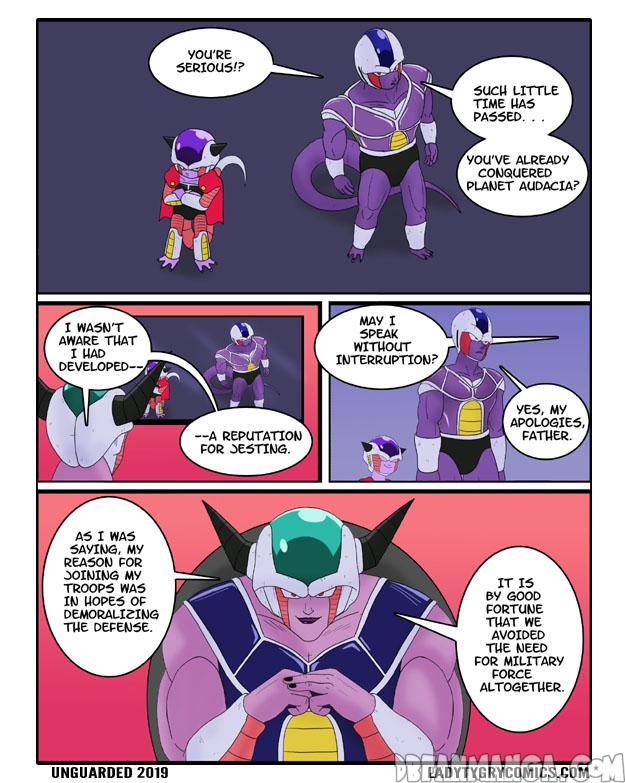 YOU'RE
SERIOUS!?
SUCH LITTLE
TIME HAS
PASSED. . .
YOU'VE ALREADY
CONQUERED
PLANET AUDACIA?
I WASN'T
AWARE THAT
I HAD
DEVELOPED--
--A REPUTATION
FOR JESTING.
MAY I
SPEAK
WITHOUT
INTERRUPTION?
YES, MY
APOLOGIES,
FATHER.
AS I WAS
SAYING, MY
REASON FOR
JOINING MY
TROOPS WAS
IN HOPES OF
DEMORALIZING
THE DEFENSE.
IT IS
BY GOOD
FORTUNE
THAT WE
AVOIDED
THE NEED
FOR MILITARY
FORCE
ALTOGETHER.
UNGUARDED 2019
LADYTYGRYCOMICS.COM
DBFANMANGA.COM